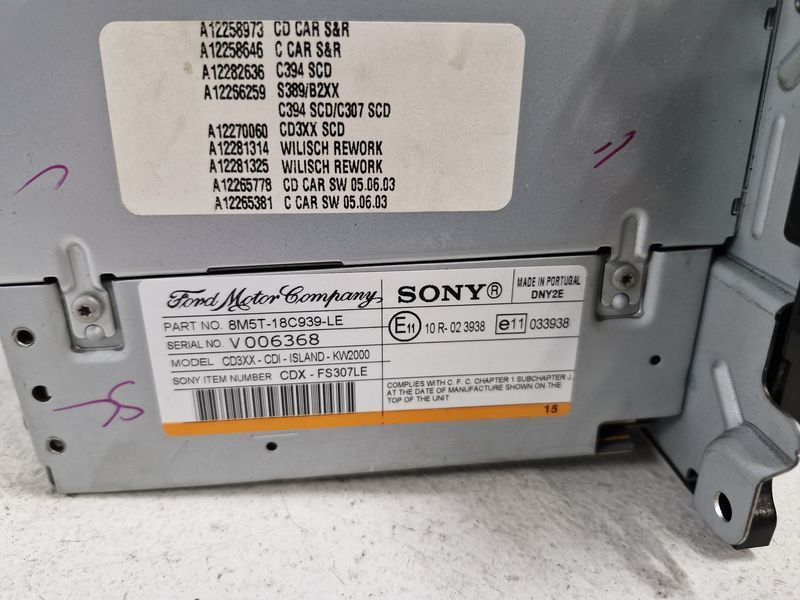 A12258973 CD CAR S&R
A12258646 C CAR S&R
A12282636 C394 SCD
A12256259 S389/B2XX
C394 SCD/C307 SCD
A12270060 CD3XX SCD
A12281314 WILISCH REWORK
A12281325 WILISCH REWORK
A12265778 CD CAR SW 05.06.03
A12265381 C CAR SW 05.06.03
Ford Motor Company SONY® MADE IN PORTUGAL
DNY2E
PART NO. 8M5T-18C939-LE
SERIAL NO. V 006368
MODEL CD3XX - CDI - ISLAND - KW2000
SONY ITEM NUMBER CDX - FS307LE
E11 10 R- 02 3938 e11 033938
COMPLIES WITH C. F. C. CHAPTER 1 SUBCHAPTER J.
AT THE DATE OF MANUFACTURE SHOWN ON THE
TOP OF THE UNIT
15